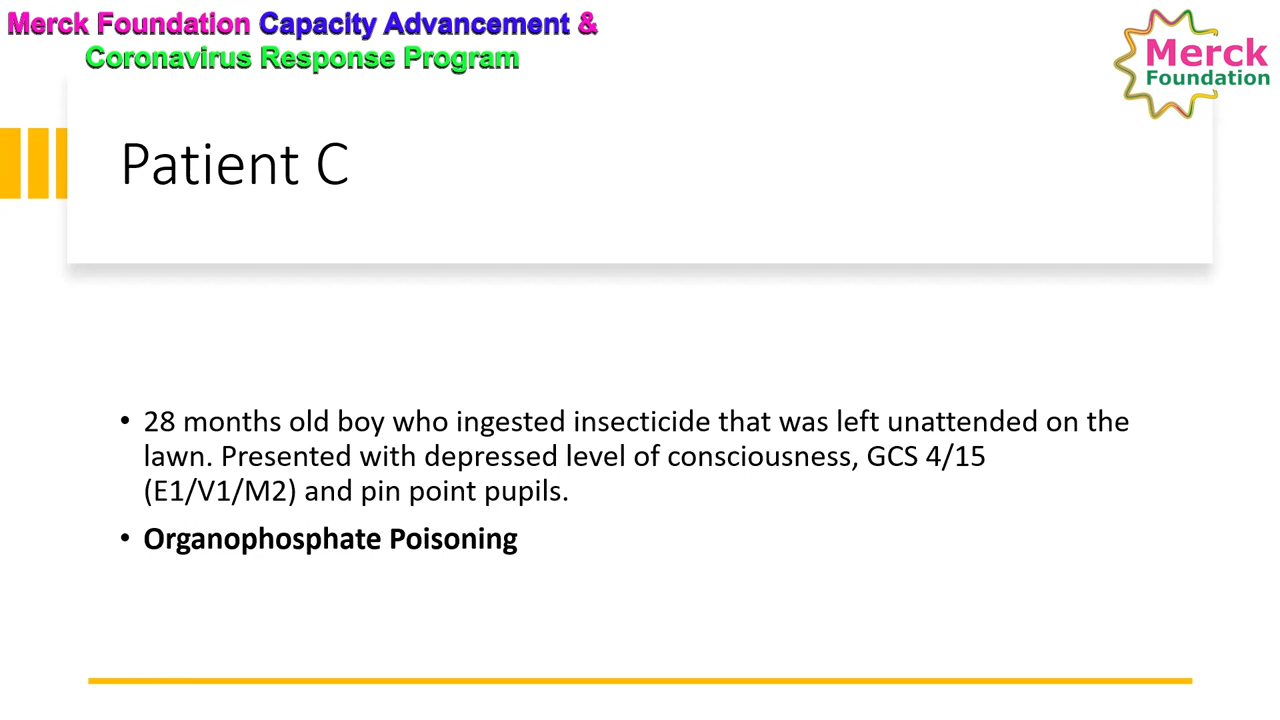 Merck Foundation Capacity Advancement &
Coronavirus Response Program
Merck
Foundation
Patient C
• 28 months old boy who ingested insecticide that was left unattended on the
lawn. Presented with depressed level of consciousness, GCS 4/15
(E1/V1/M2) and pin point pupils.
• Organophosphate Poisoning